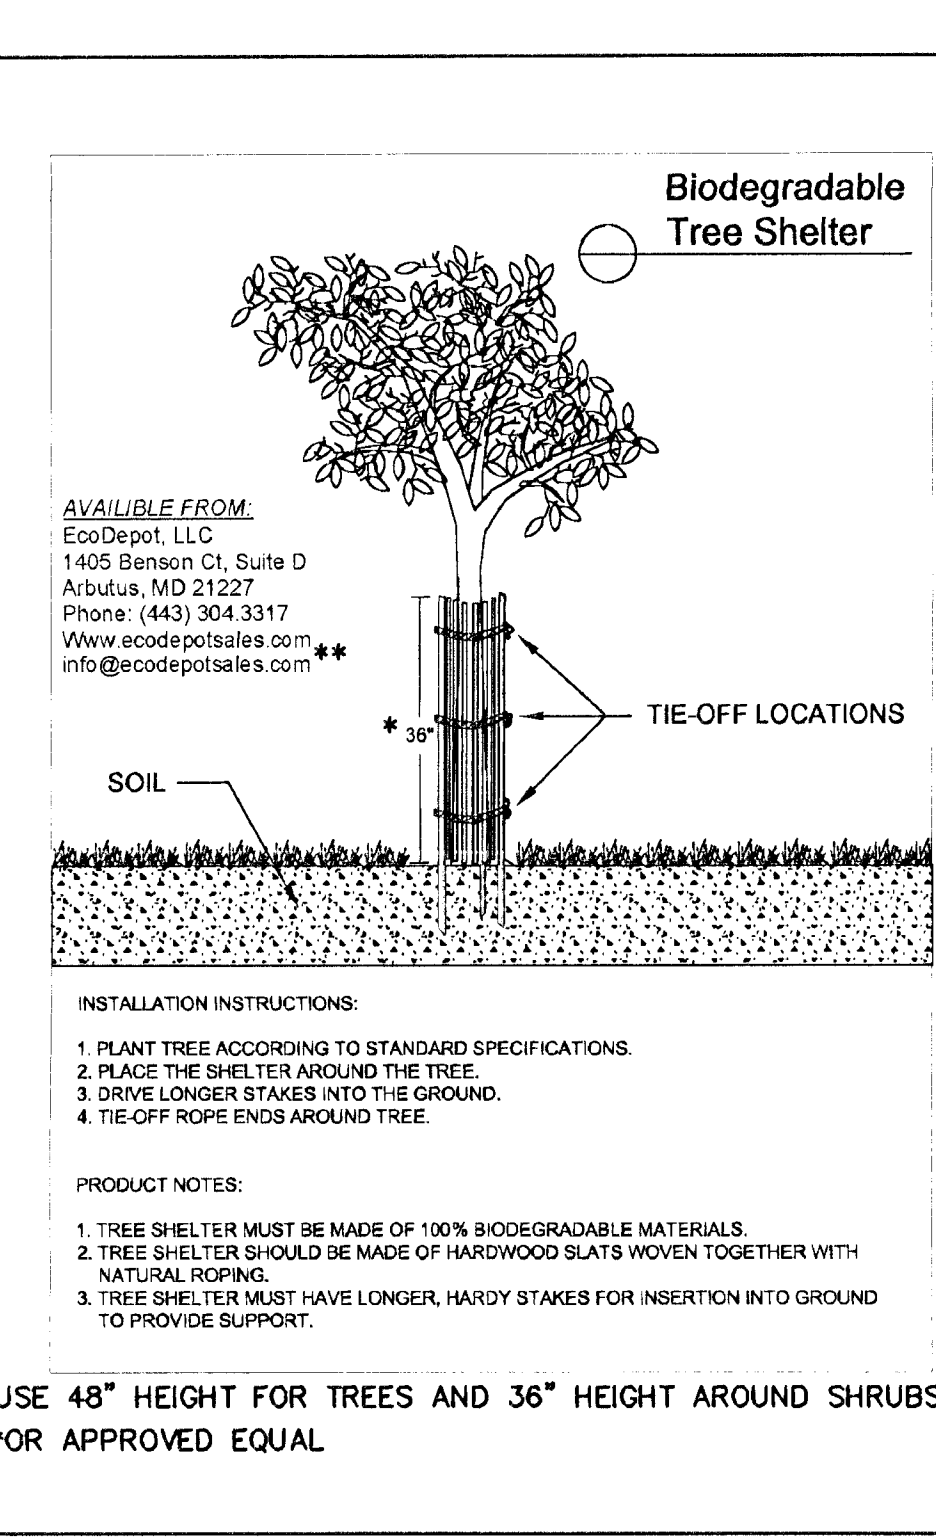 Biodegradable
Tree Shelter
AVAILIBLE FROM:
EcoDepot, LLC
1405 Benson Ct, Suite D
Arbutus, MD 21227
Phone: (443) 304.3317
Www.ecodepotsales.com
info@ecodepotsales.com **
* 36"
TIE-OFF LOCATIONS
SOIL
INSTALLATION INSTRUCTIONS:
1. PLANT TREE ACCORDING TO STANDARD SPECIFICATIONS.
2. PLACE THE SHELTER AROUND THE TREE.
3. DRIVE LONGER STAKES INTO THE GROUND.
4. TIE-OFF ROPE ENDS AROUND TREE.
PRODUCT NOTES:
1. TREE SHELTER MUST BE MADE OF 100% BIODEGRADABLE MATERIALS.
2. TREE SHELTER SHOULD BE MADE OF HARDWOOD SLATS WOVEN TOGETHER WITH
NATURAL ROPING.
3. TREE SHELTER MUST HAVE LONGER, HARDY STAKES FOR INSERTION INTO GROUND
TO PROVIDE SUPPORT.
USE 48" HEIGHT FOR TREES AND 36" HEIGHT AROUND SHRUBS
*OR APPROVED EQUAL